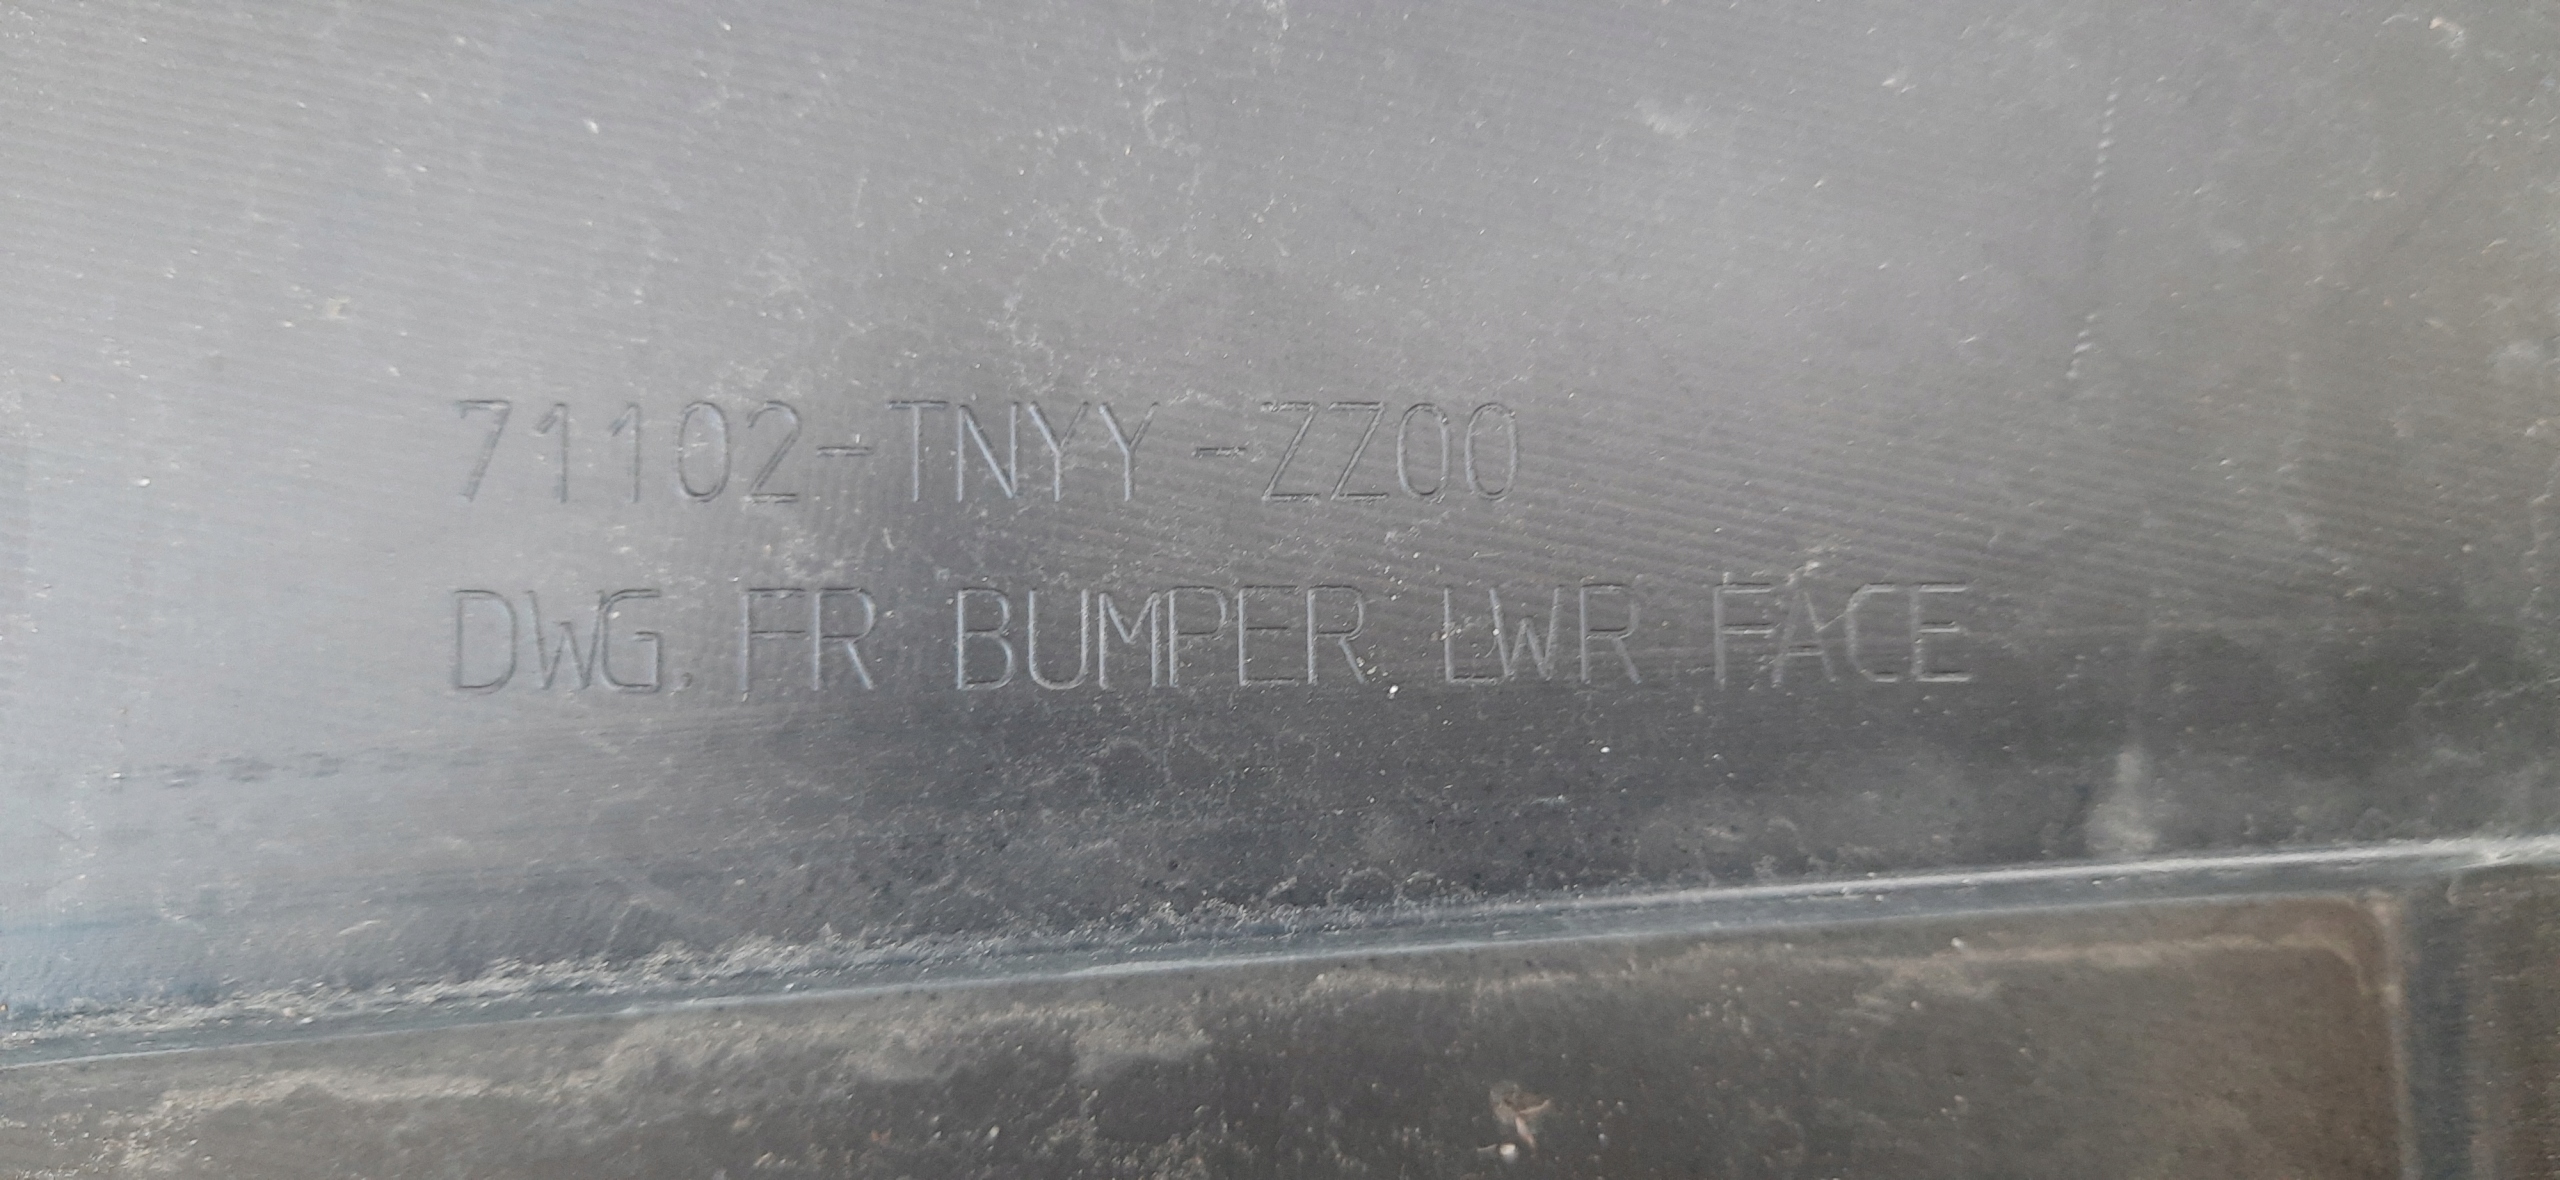 71102-TNYY-ZZ00
DWG. FR BUMPER, LWR FACE